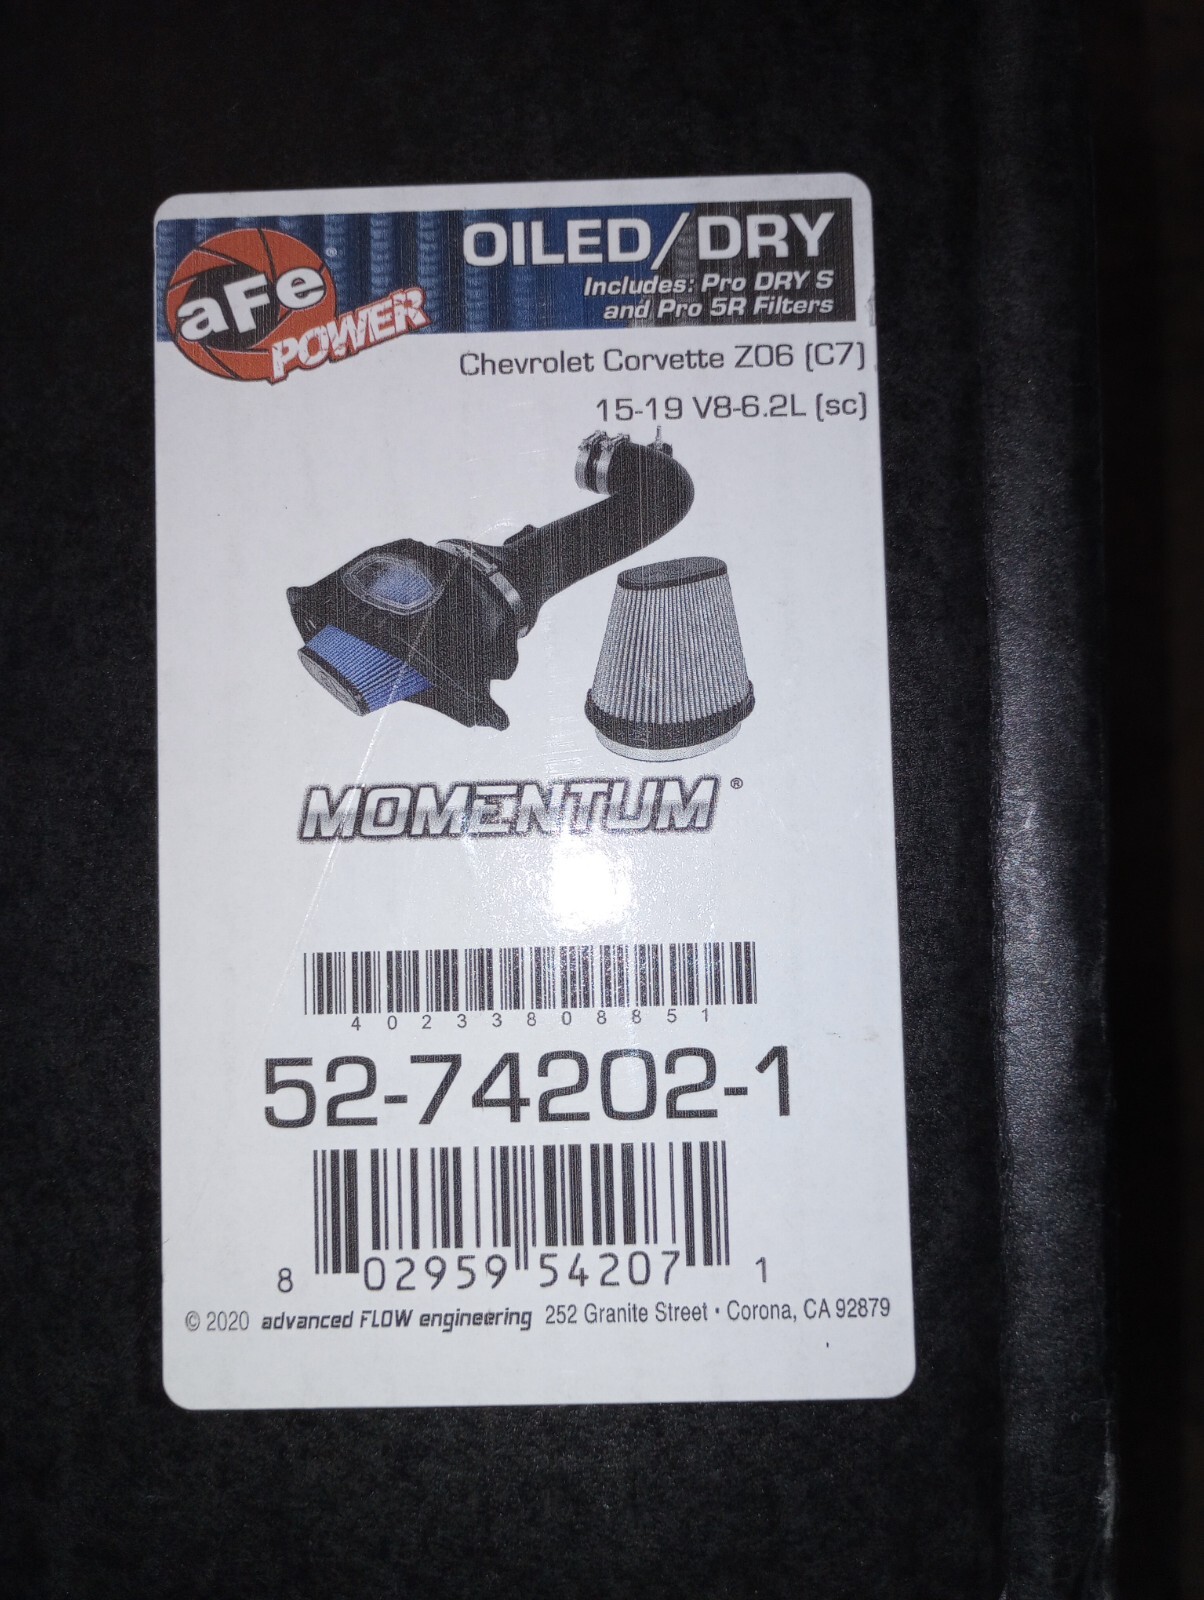 aFe ®
POWER
OILED/DRY
Includes: Pro DRY S
and Pro 5R Filters
Chevrolet Corvette Z06 (C7)
15-19 V8-6.2L (sc)
MOMENTUM ®
40233808851
52-74202-1
8 02959 54207 1
© 2020 advanced FLOW engineering 252 Granite Street • Corona, CA 92879